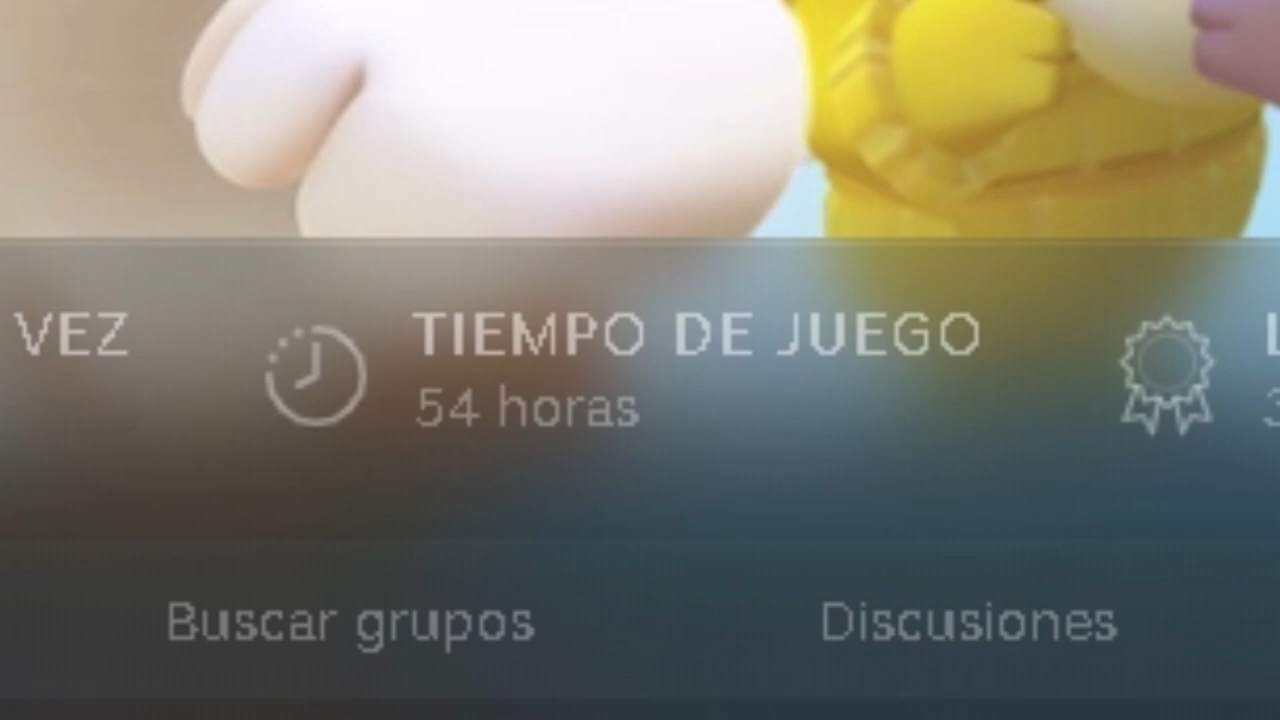 VEZ
TIEMPO DE JUEGO
54 horas
Buscar grupos
Discusiones